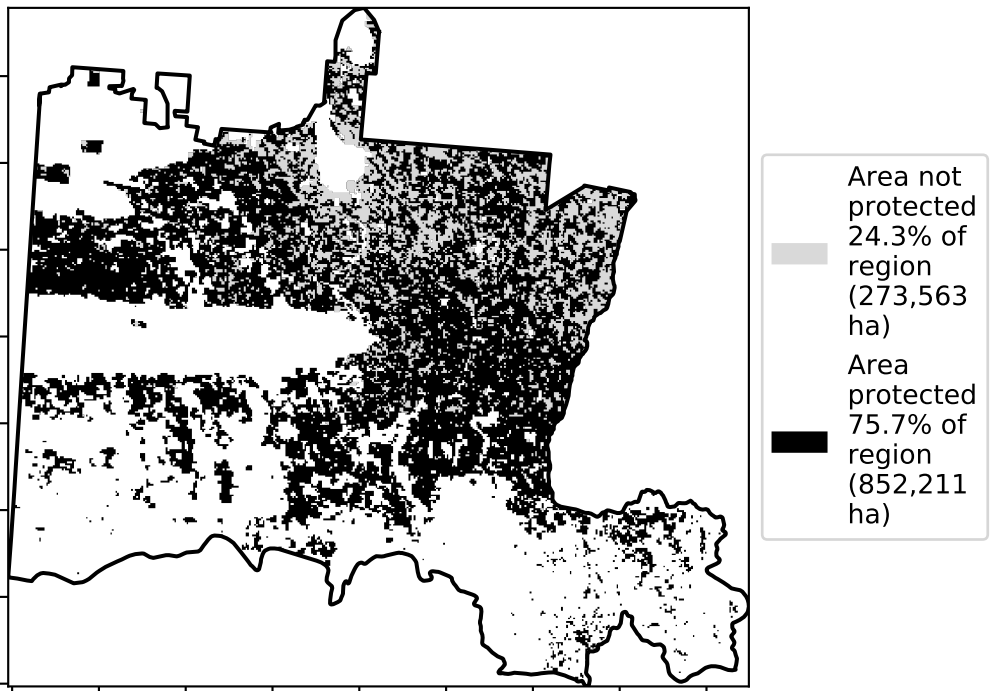 Area not
protected
24.3% of
region
(273,563
ha)
Area
protected
75.7% of
region
(852,211
ha)